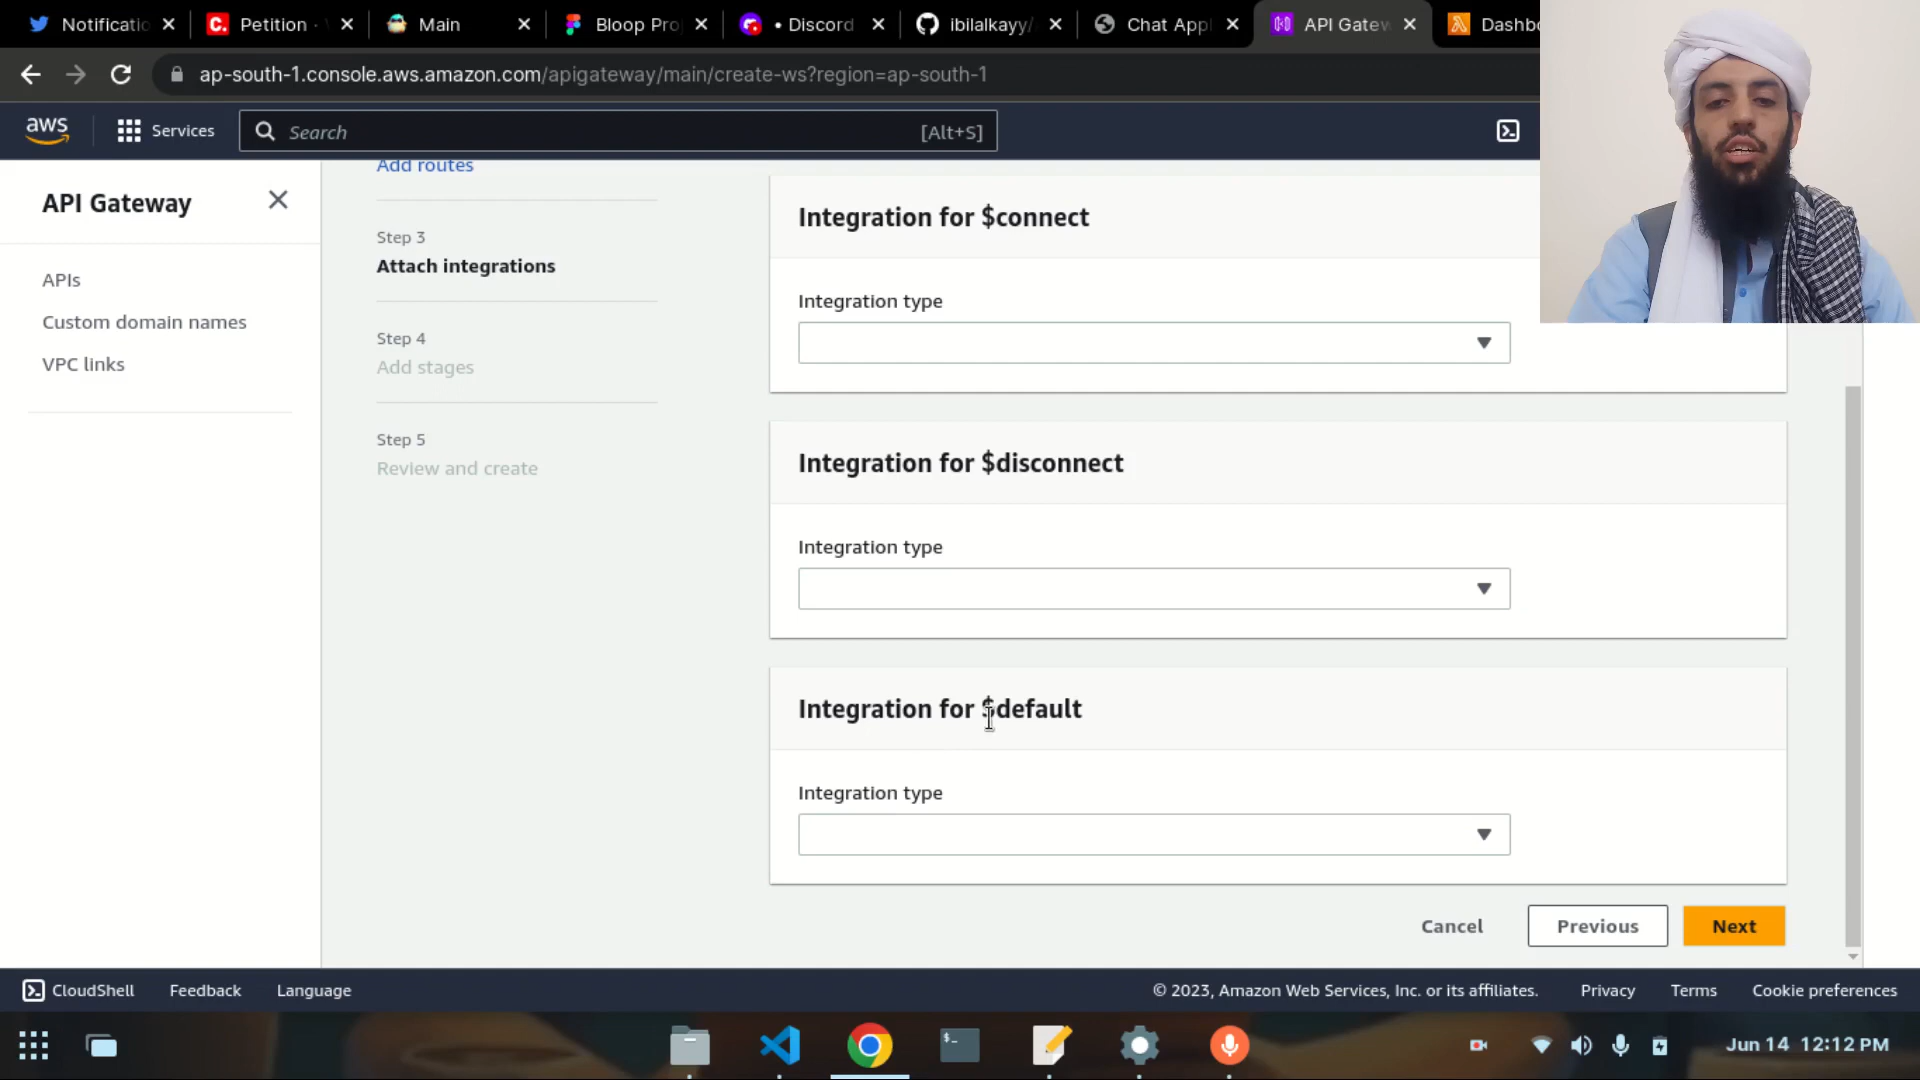 Notificatio
Petition ·
Main
Bloop Pro
• Discord
ibilalkayy/
Chat Appl
API Gatew
Dashbo
ap-south-1.console.aws.amazon.com/apigateway/main/create-ws?region=ap-south-1
aws
Services
Search
[Alt+S]
API Gateway
APIs
Custom domain names
VPC links
Add routes
Step 3
Attach integrations
Step 4
Add stages
Step 5
Review and create
Integration for $connect
Integration type
Integration for $disconnect
Integration type
Integration for $default
Integration type
Cancel
Previous
Next
CloudShell
Feedback
Language
© 2023, Amazon Web Services, Inc. or its affiliates.
Privacy
Terms
Cookie preferences
Jun 14 12:12 PM